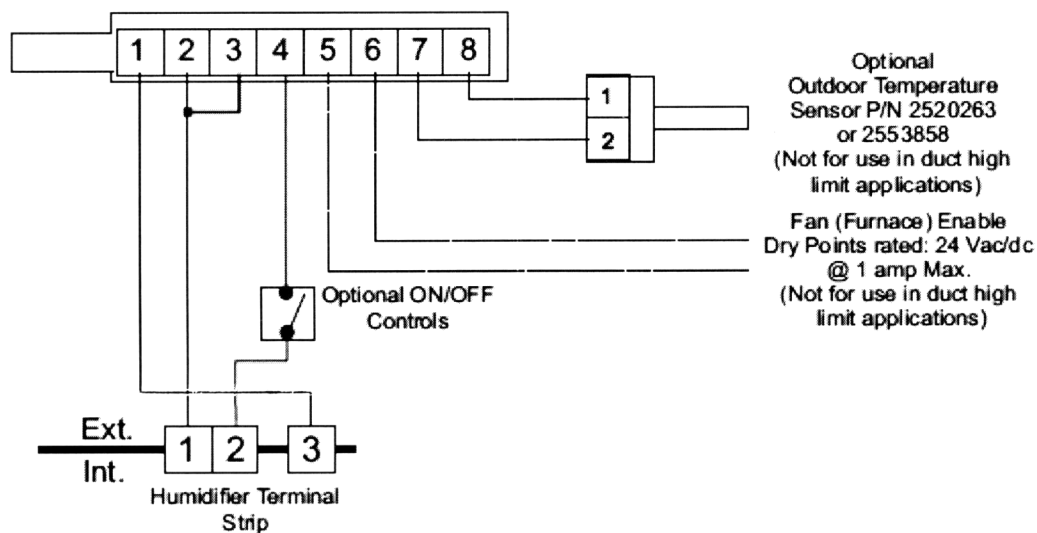 1 2 3 4 5 6 7 8
1
2
Optional
Outdoor Temperature
Sensor P/N 2520263
or 2553858
(Not for use in duct high
limit applications)
Fan (Furnace) Enable
Dry Points rated: 24 Vac/dc
@ 1 amp Max.
(Not for use in duct high
limit applications)
Optional ON/OFF
Controls
Ext.
Int.
1 2 3
Humidifier Terminal
Strip